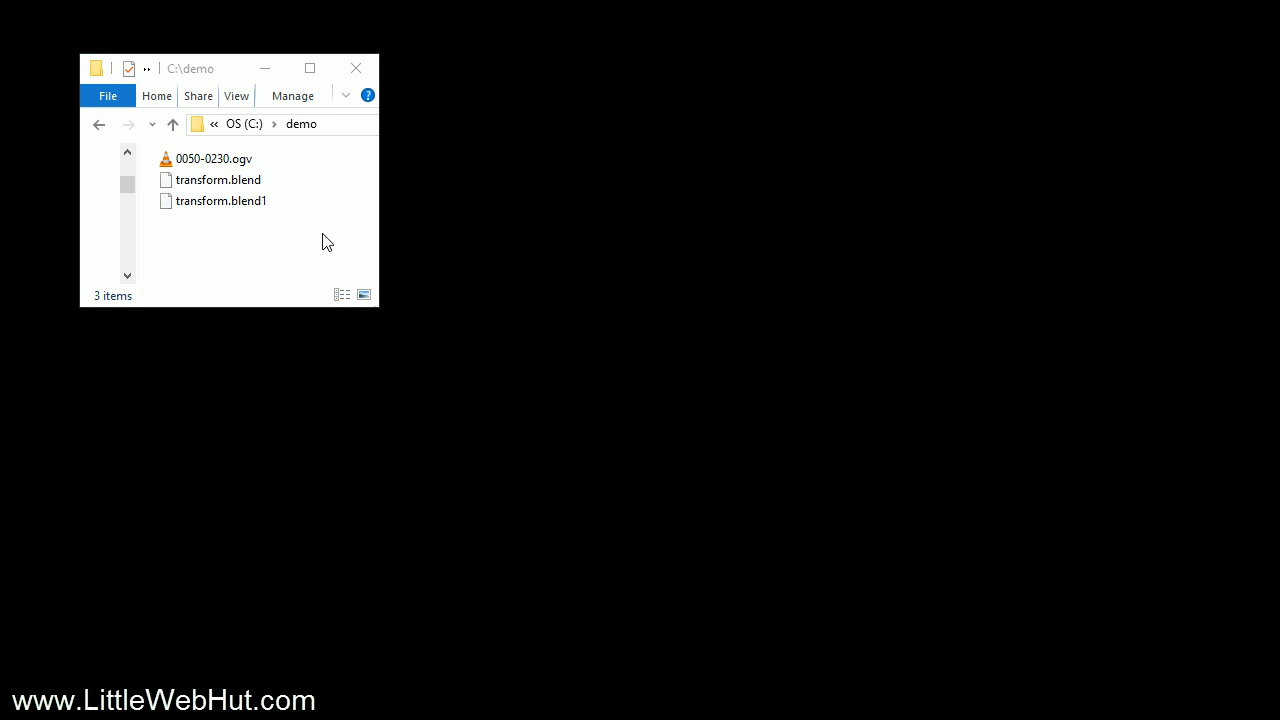 C:\demo
File Home Share View Manage
« OS (C:) > demo
0050-0230.ogv
transform.blend
transform.blend1
3 items
www.LittleWebHut.com